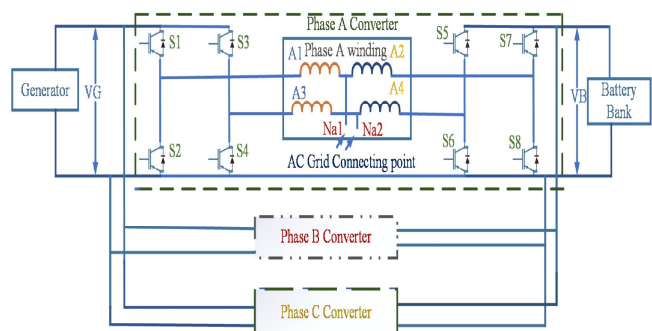 Phase A Converter
S1
S3
A1
Phase A winding
A2
S5
S7
Generator
VG
A3
A4
VB
Battery
Bank
Na1
Na2
S2
S4
AC Grid Connecting point
S6
S8
Phase B Converter
Phase C Converter